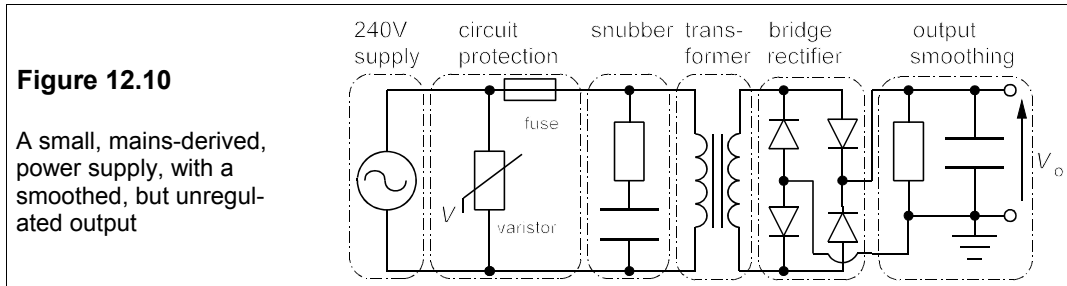 Figure 12.10
A small, mains-derived,
power supply, with a
smoothed, but unregul-
ated output
240V
supply
circuit
protection
snubber
trans-
former
bridge
rectifier
output
smoothing
fuse
V
varistor
Vo